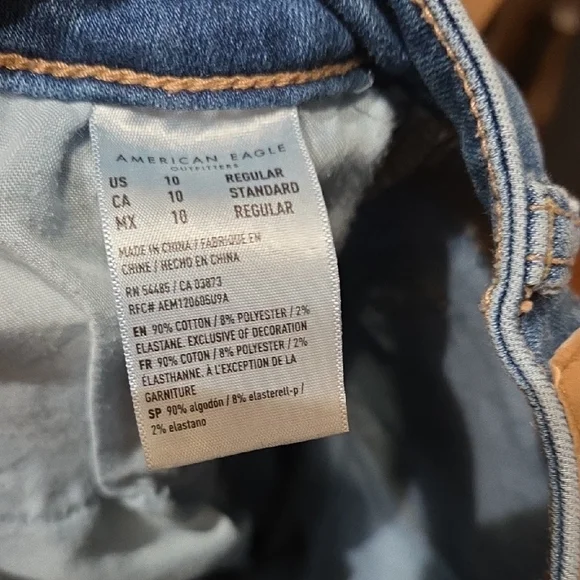 AMERICAN EAGLE
OUTFITTERS
US 10 REGULAR
CA 10 STANDARD
MX 10 REGULAR
MADE IN CHINA / FABRIQUE EN
CHINE / HECHO EN CHINA
RN 54485 / CA 03873
RFC# AEM120605U9A
EN 90% COTTON / 8% POLYESTER / 2%
ELASTANE. EXCLUSIVE OF DECORATION
FR 90% COTON / 8% POLYESTER / 2%
ÉLASTHANNE. À L'EXCEPTION DE LA
GARNITURE
SP 90% algodón / 8% elasterell-p /
2% elastano